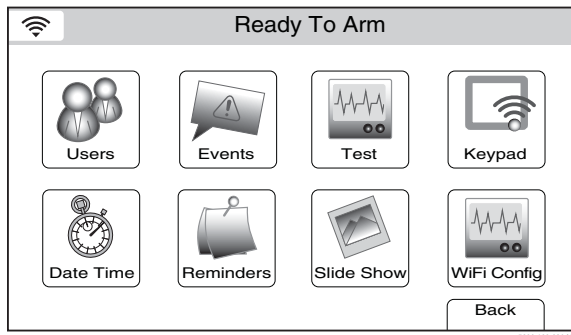 Ready To Arm
Users Events Test Keypad
Date Time Reminders Slide Show WiFi Config
Back